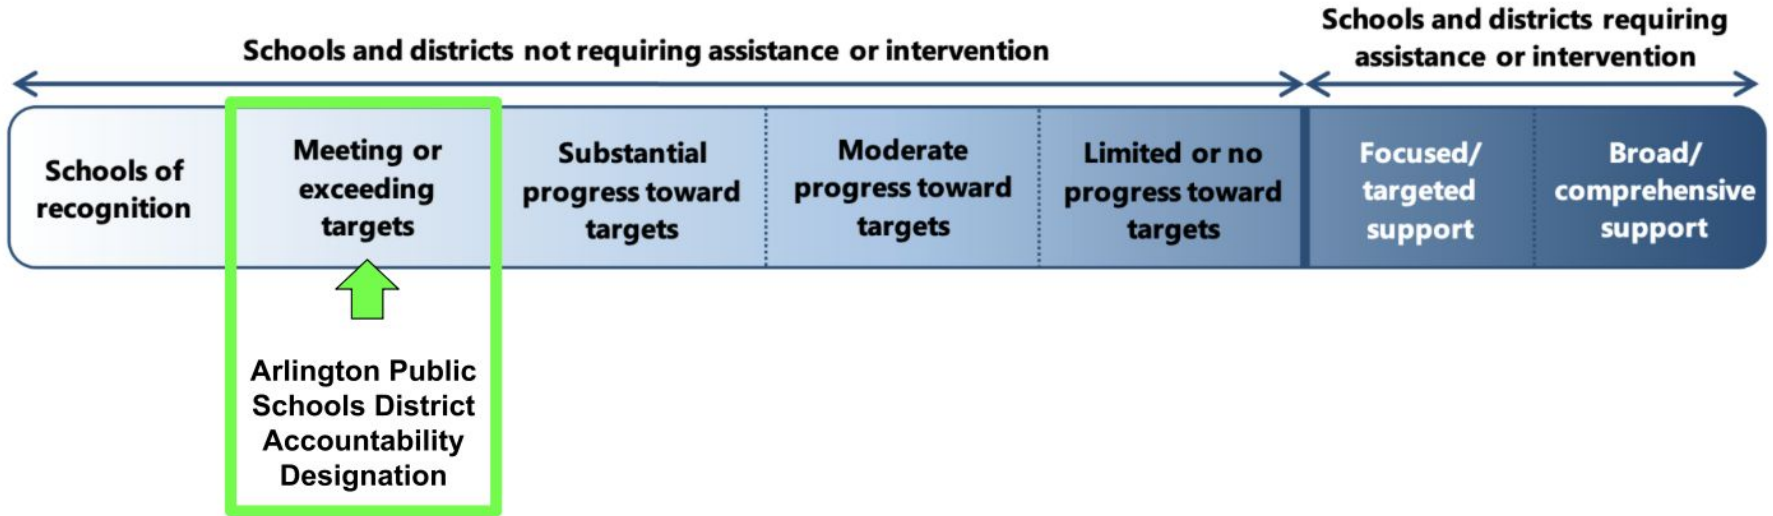 Schools and districts not requiring assistance or intervention
Schools and districts requiring
assistance or intervention
Schools of
recognition
Meeting or
exceeding
targets
Substantial
progress toward
targets
Moderate
progress toward
targets
Limited or no
progress toward
targets
Focused/
targeted
support
Broad/
comprehensive
support
Arlington Public
Schools District
Accountability
Designation